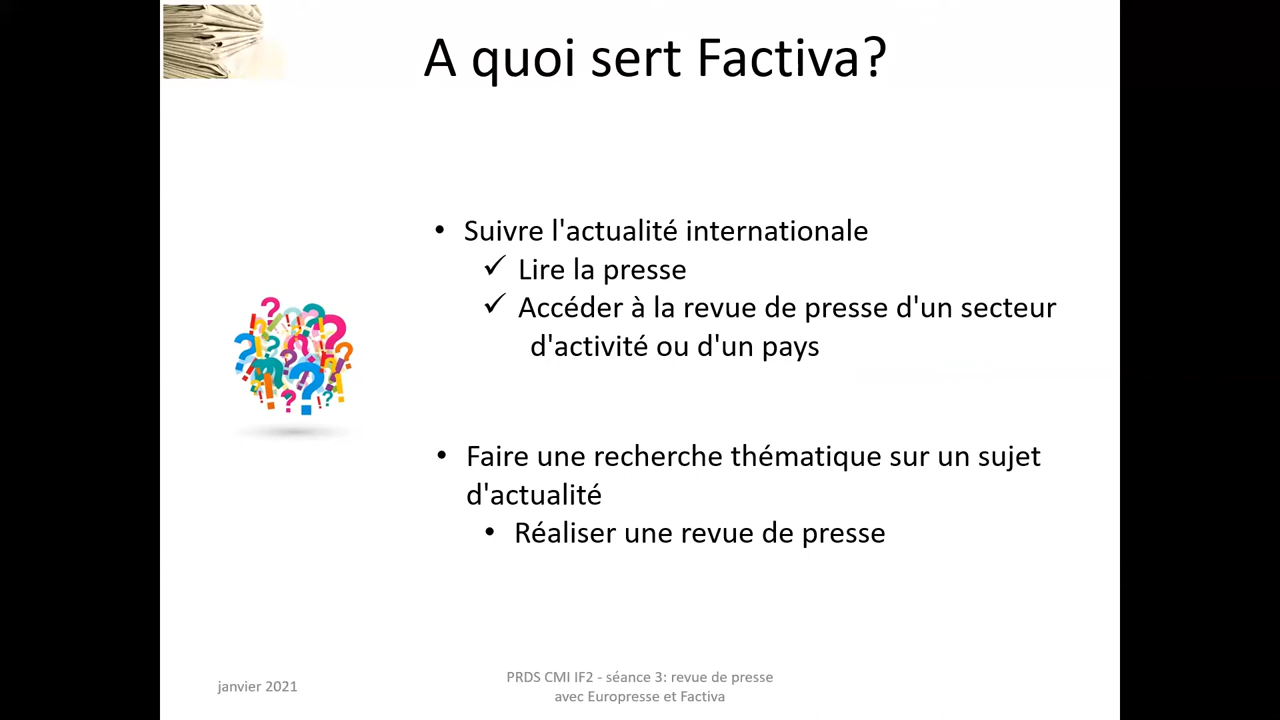 A quoi sert Factiva?
• Suivre l'actualité internationale
✓ Lire la presse
✓ Accéder à la revue de presse d'un secteur
d'activité ou d'un pays
• Faire une recherche thématique sur un sujet
d'actualité
• Réaliser une revue de presse
janvier 2021
PRDS CMI IF2 - séance 3: revue de presse
avec Europresse et Factiva